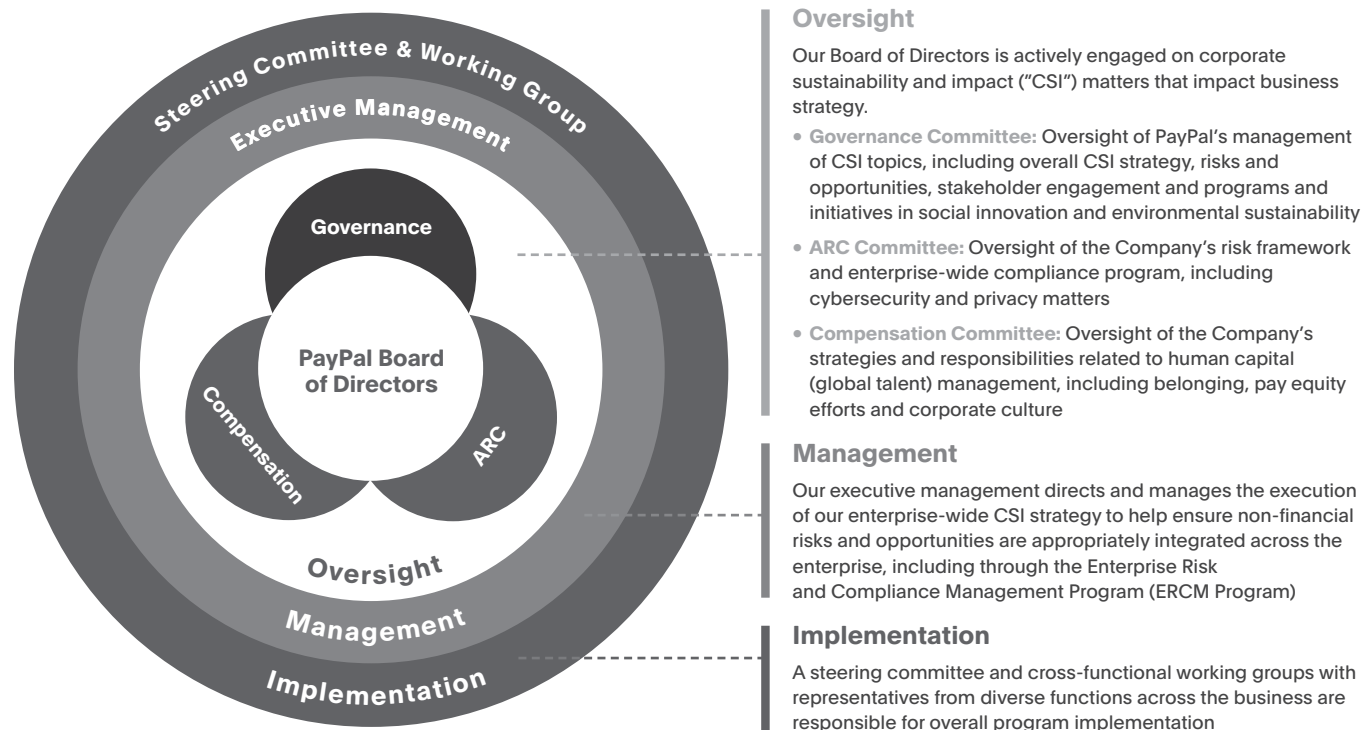 Steering Committee & Working Group
Executive Management
Governance
PayPal Board
of Directors
Compensation
ARC
Oversight
Management
Implementation
Oversight
Our Board of Directors is actively engaged on corporate
sustainability and impact (“CSI”) matters that impact business
strategy.
• Governance Committee: Oversight of PayPal’s management
of CSI topics, including overall CSI strategy, risks and
opportunities, stakeholder engagement and programs and
initiatives in social innovation and environmental sustainability
• ARC Committee: Oversight of the Company’s risk framework
and enterprise-wide compliance program, including
cybersecurity and privacy matters
• Compensation Committee: Oversight of the Company’s
strategies and responsibilities related to human capital
(global talent) management, including belonging, pay equity
efforts and corporate culture
Management
Our executive management directs and manages the execution
of our enterprise-wide CSI strategy to help ensure non-financial
risks and opportunities are appropriately integrated across the
enterprise, including through the Enterprise Risk
and Compliance Management Program (ERCM Program)
Implementation
A steering committee and cross-functional working groups with
representatives from diverse functions across the business are
responsible for overall program implementation